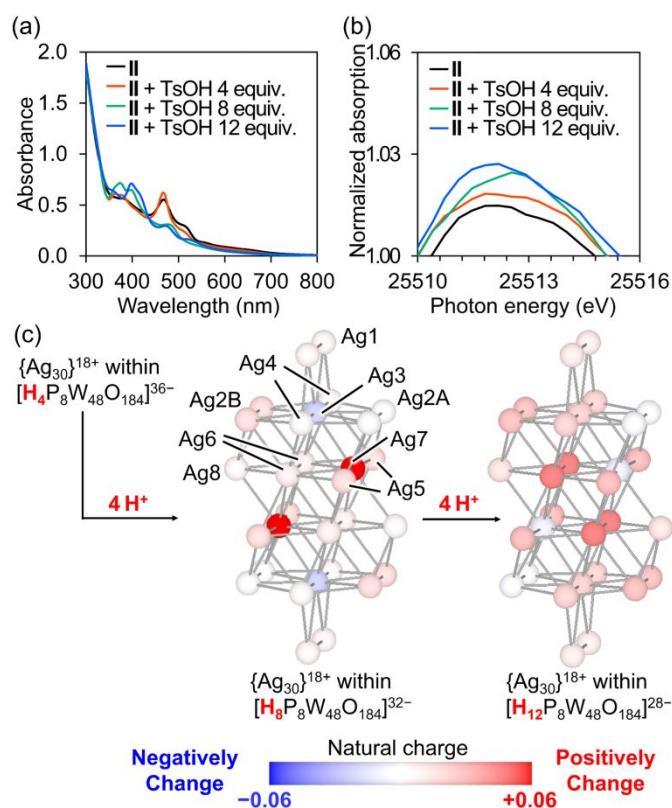 (a)
2.0
1.5
1.0
0.5
0.0
Absorbance
II
II + TsOH 4 equiv.
II + TsOH 8 equiv.
II + TsOH 12 equiv.
300 400 500 600 700 800
Wavelength (nm)
(b)
1.06
1.03
1.00
Normalized absorption
II
II + TsOH 4 equiv.
II + TsOH 8 equiv.
II + TsOH 12 equiv.
25510 25513 25516
Photon energy (eV)
(c)
{Ag₃₀}¹⁸⁺ within
[H₄P₈W₄₈O₁₈₄]³⁶⁻
4 H⁺
Ag1
Ag4
Ag3
Ag2B
Ag2A
Ag6
Ag7
Ag8
Ag5
4 H⁺
{Ag₃₀}¹⁸⁺ within
[H₈P₈W₄₈O₁₈₄]³²⁻
{Ag₃₀}¹⁸⁺ within
[H₁₂P₈W₄₈O₁₈₄]²⁸⁻
Negatively
Change
Natural charge
Positively
Change
−0.06
+0.06